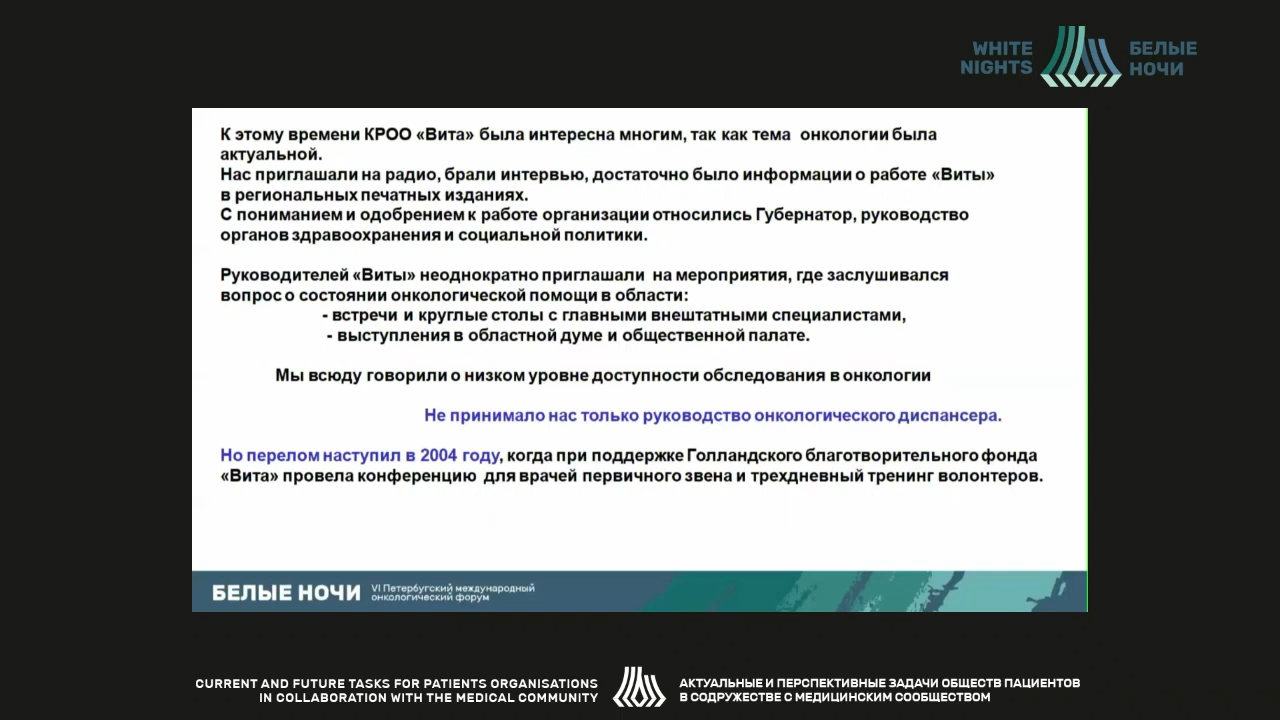 WHITE
NIGHTS
БЕЛЫЕ
НОЧИ
К этому времени КРОО «Вита» была интересна многим, так как тема онкологии была
актуальной.
Нас приглашали на радио, брали интервью, достаточно было информации о работе «Виты»
в региональных печатных изданиях.
С пониманием и одобрением к работе организации относились Губернатор, руководство
органов здравоохранения и социальной политики.
Руководителей «Виты» неоднократно приглашали на мероприятия, где заслушивался
вопрос о состоянии онкологической помощи в области:
- встречи и круглые столы с главными внештатными специалистами,
- выступления в областной думе и общественной палате.
Мы всюду говорили о низком уровне доступности обследования в онкологии
Не принимало нас только руководство онкологического диспансера.
Но перелом наступил в 2004 году, когда при поддержке Голландского благотворительного фонда
«Вита» провела конференцию для врачей первичного звена и трехдневный тренинг волонтеров.
БЕЛЫЕ НОЧИ
VI Петербургский международный
онкологический форум
CURRENT AND FUTURE TASKS FOR PATIENTS ORGANISATIONS
IN COLLABORATION WITH THE MEDICAL COMMUNITY
АКТУАЛЬНЫЕ И ПЕРСПЕКТИВНЫЕ ЗАДАЧИ ОБЩЕСТВ ПАЦИЕНТОВ
В СОДРУЖЕСТВЕ С МЕДИЦИНСКИМ СООБЩЕСТВОМ